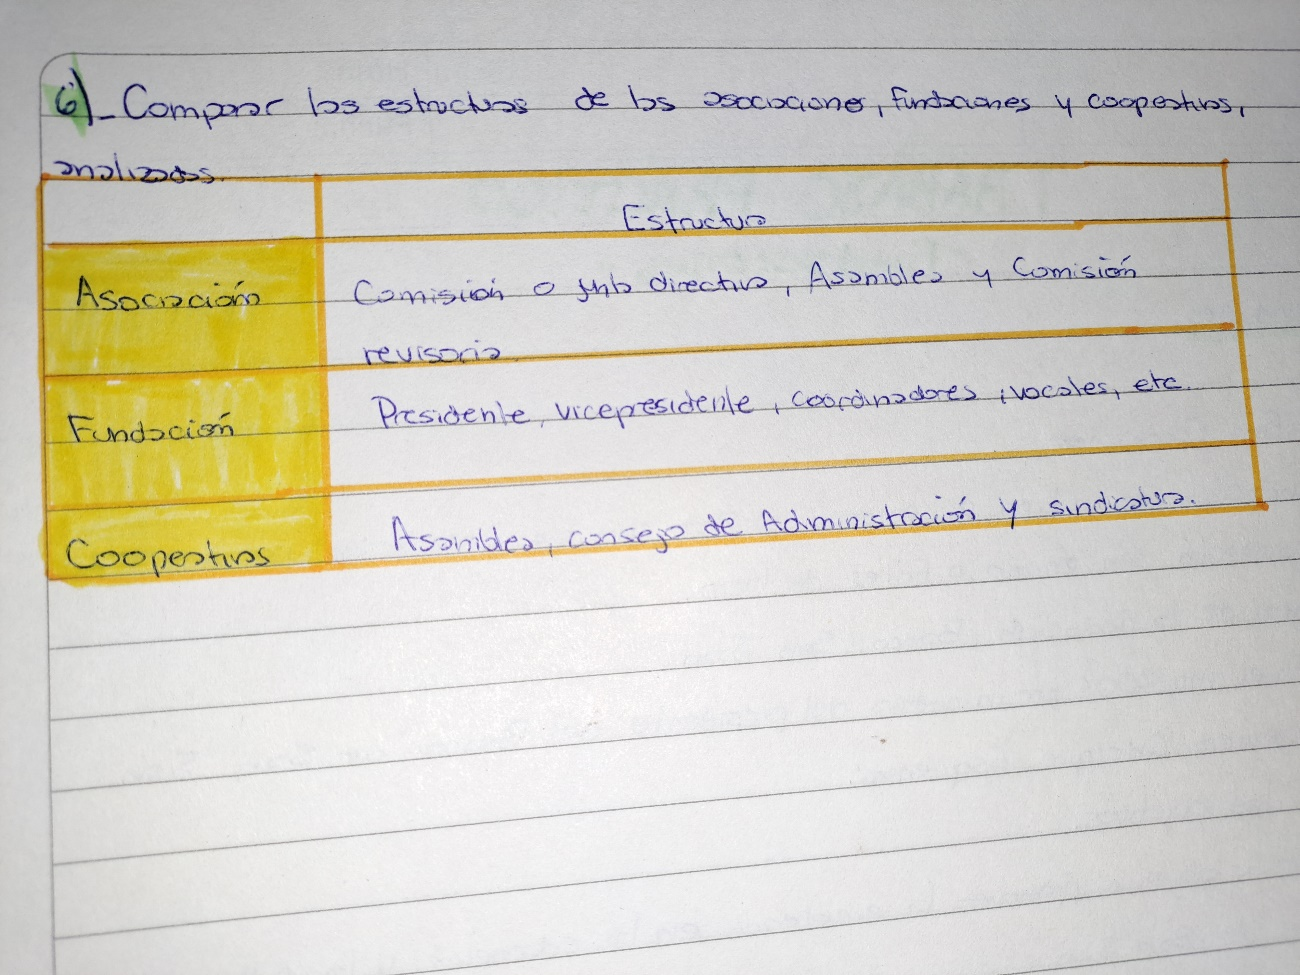 6)_ Comparar las estructuras de las asociaciones, fundaciones y cooperativas,
analizadas.
Estructura
Asociación
Comisión o junta directiva, Asamblea y Comisión
revisoria
Fundación
Presidente, vicepresidente, coordinadores, vocales, etc.
Cooperativas
Asamblea, consejo de Administración y sindicatura.